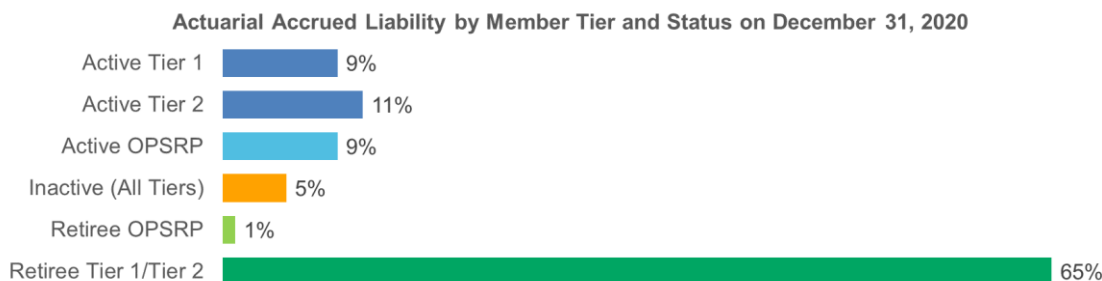 Actuarial Accrued Liability by Member Tier and Status on December 31, 2020
Active Tier 1 9%
Active Tier 2 11%
Active OPSRP 9%
Inactive (All Tiers) 5%
Retiree OPSRP 1%
Retiree Tier 1/Tier 2 65%